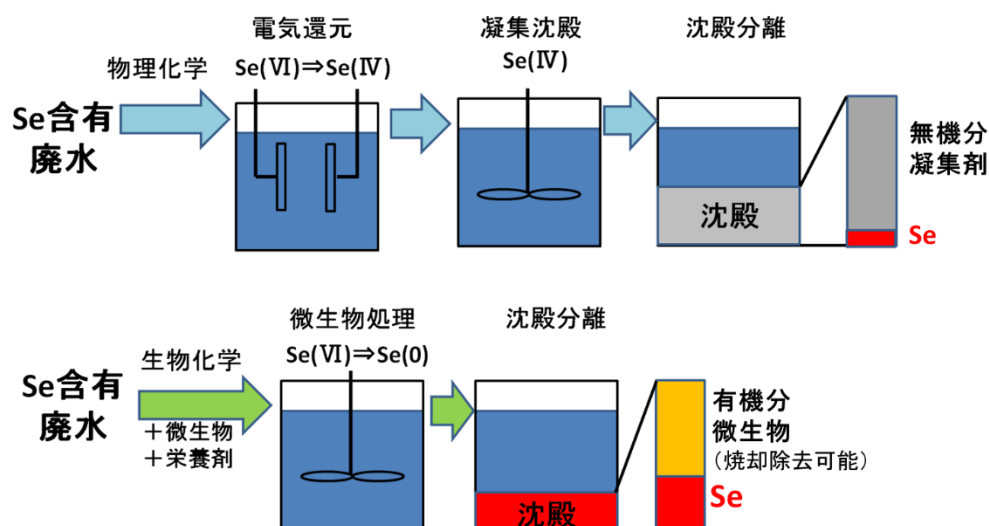 電気還元
Se(Ⅵ)⇒Se(Ⅳ)
凝集沈殿
Se(Ⅳ)
沈殿分離
物理化学
Se含有
廃水
沈殿
無機分
凝集剤
Se
微生物処理
Se(Ⅵ)⇒Se(0)
沈殿分離
生物化学
Se含有
廃水
＋微生物
＋栄養剤
沈殿
有機分
微生物
（焼却除去可能）
Se